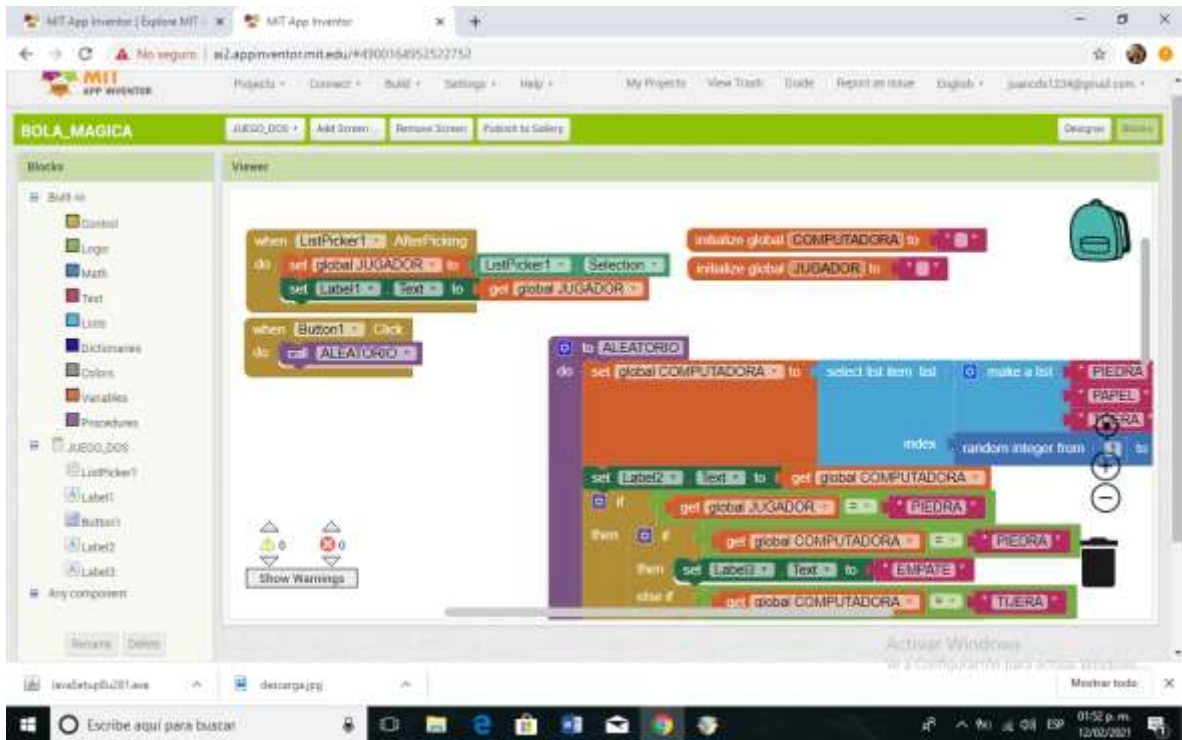 MIT App Inventor | Explore MIT
MIT App Inventor
No seguro
ai2.appinventor.mit.edu/#4900164952522752
MIT
APP INVENTOR
Projects
Connect
Build
Settings
Help
My Projects
View Trash
Guide
Report an Issue
English
BOLA_MAGICA
JUEGO_DOS
Add Screen ...
Remove Screen
Publish to Gallery
Designer
Blocks
Blocks
Viewer
Built-in
Control
Logic
Math
Text
Lists
Dictionaries
Colors
Variables
Procedures
JUEGO_DOS
ListPicker1
Label1
Button1
Label2
Label3
Any component
Rename Delete
when ListPicker1 AfterPicking
do set global JUGADOR to ListPicker1 . Selection
set Label1 . Text to get global JUGADOR
when Button1 Click
do call ALEATORIO
initialize global COMPUTADORA to " "
initialize global JUGADOR to " "
to ALEATORIO
do set global COMPUTADORA to select list item list make a list " PIEDRA
" PAPEL "
index random integer from 1 to
set Label2 . Text to get global COMPUTADORA
if get global JUGADOR = " PIEDRA "
then if get global COMPUTADORA = " PIEDRA "
then set Label3 . Text to " EMPATE "
else if get global COMPUTADORA = " TIJERA "
0 0
Show Warnings
Activar Windows
Ve a Configuración para activar Windows.
descarga.jpg
Mostrar todo
Escribe aquí para buscar
ESP
01:52 p. m.
12/02/2021